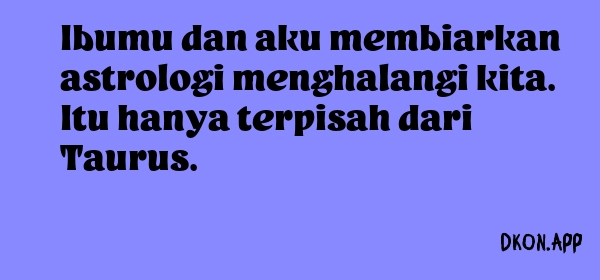 Ibumu dan aku membiarkan
astrologi menghalangi kita.
Itu hanya terpisah dari
Taurus.
DKON.APP